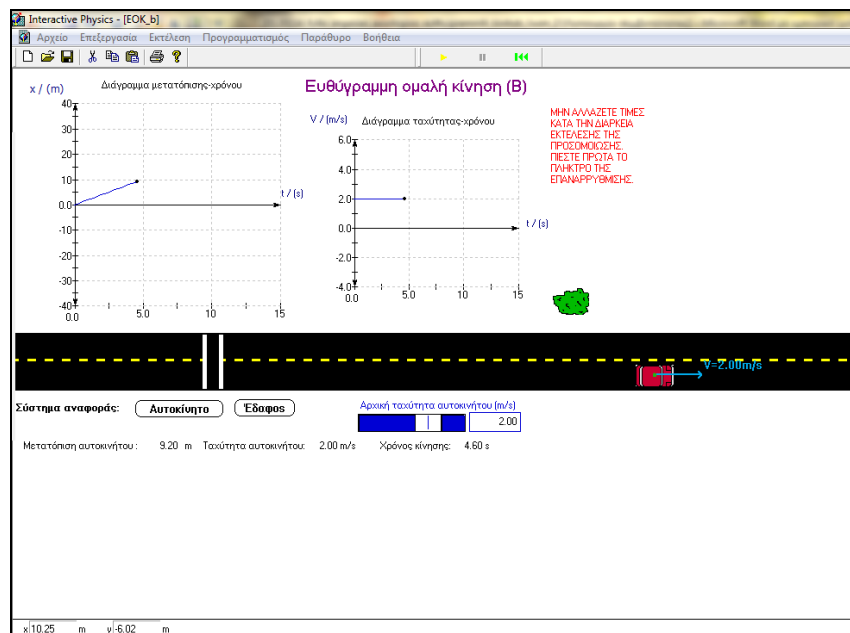 Interactive Physics - [EOK_b]
Αρχείο Επεξεργασία Εκτέλεση Προγραμματισμός Παράθυρο Βοήθεια
x / (m)
Διάγραμμα μετατόπισης-χρόνου
40
30
20
10
0.0
-10
-20
-30
-40
0.0
5.0
10
15
t / (s)
Ευθύγραμμη ομαλή κίνηση (Β)
V / (m/s)
Διάγραμμα ταχύτητας-χρόνου
6.0
4.0
2.0
0.0
-2.0
-4.0
0.0
5.0
10
15
t / (s)
ΜΗΝ ΑΛΛΑΖΕΤΕ ΤΙΜΕΣ
ΚΑΤΑ ΤΗΝ ΔΙΑΡΚΕΙΑ
ΕΚΤΕΛΕΣΗΣ ΤΗΣ
ΠΡΟΣΟΜΟΙΩΣΗΣ.
ΠΙΕΣΤΕ ΠΡΩΤΑ ΤΟ
ΠΛΗΚΤΡΟ ΤΗΣ
ΕΠΑΝΑΡΡΥΘΜΙΣΗΣ.
V=2.00m/s
Σύστημα αναφοράς: Αυτοκίνητο Έδαφος
Αρχική ταχύτητα αυτοκινήτου (m/s)
2.00
Μετατόπιση αυτοκινήτου : 9.20 m Ταχύτητα αυτοκινήτου: 2.00 m/s Χρόνος κίνησης: 4.60 s
x 10.25 m y -6.02 m